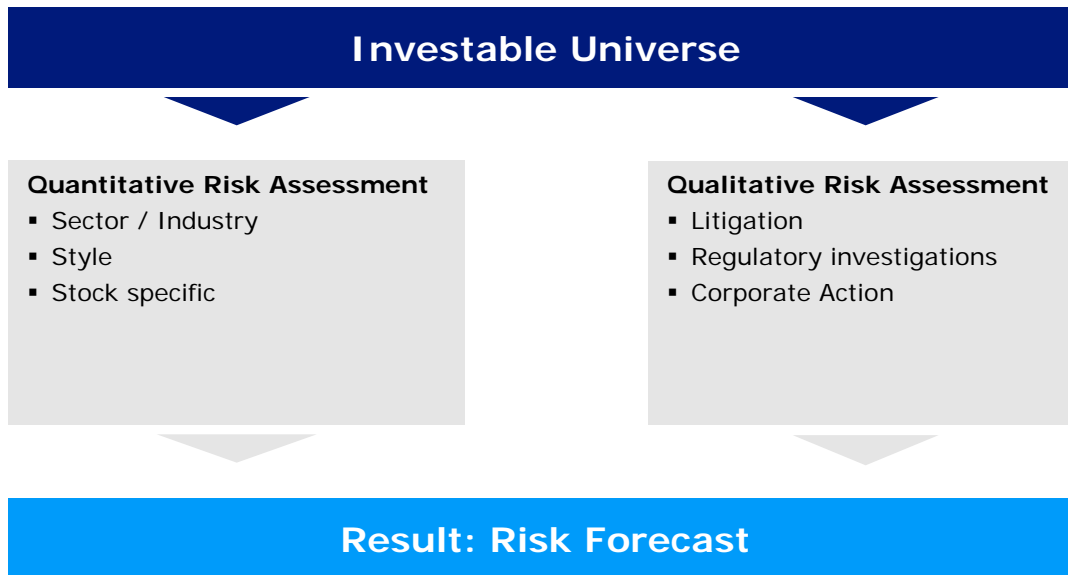 Investable Universe
Quantitative Risk Assessment
▪ Sector / Industry
▪ Style
▪ Stock specific
Qualitative Risk Assessment
▪ Litigation
▪ Regulatory investigations
▪ Corporate Action
Result: Risk Forecast